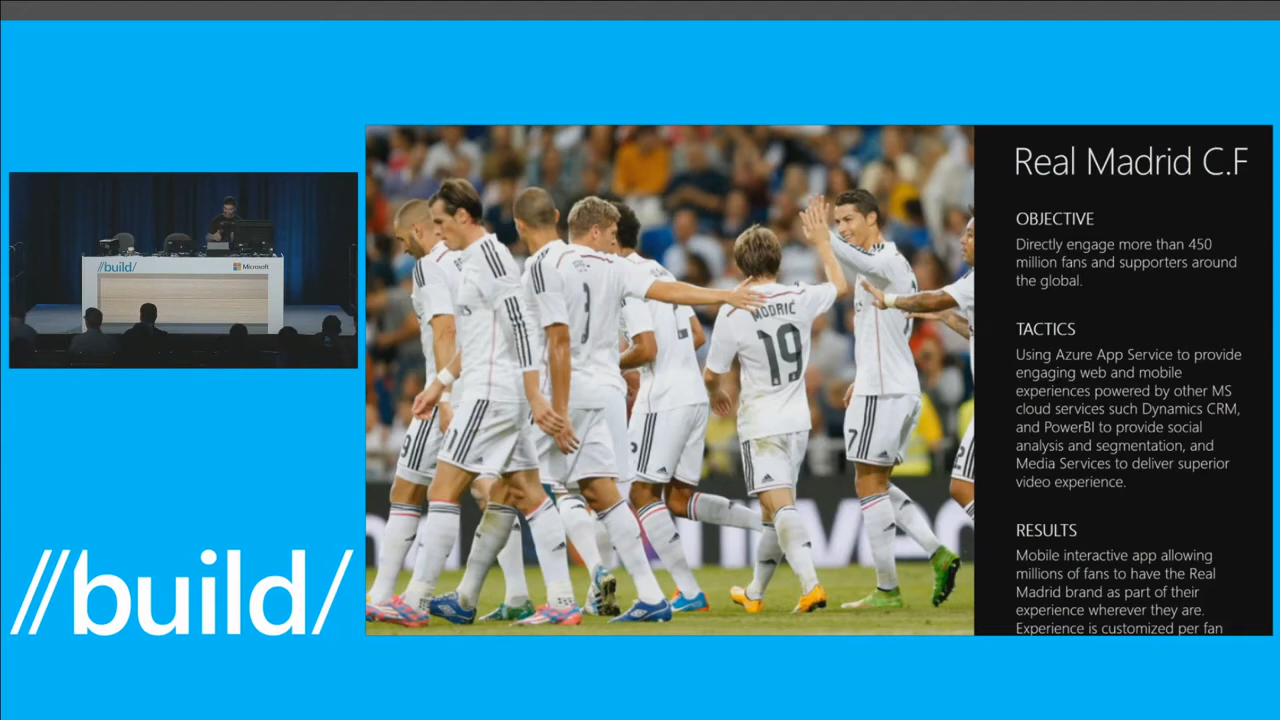 //build/
Microsoft
//build/
MODRIĆ
19
3
2
9
7
Real Madrid C.F
OBJECTIVE
Directly engage more than 450
million fans and supporters around
the global.
TACTICS
Using Azure App Service to provide
engaging web and mobile
experiences powered by other MS
cloud services such Dynamics CRM,
and PowerBI to provide social
analysis and segmentation, and
Media Services to deliver superior
video experience.
RESULTS
Mobile interactive app allowing
millions of fans to have the Real
Madrid brand as part of their
experience wherever they are.
Experience is customized per fan